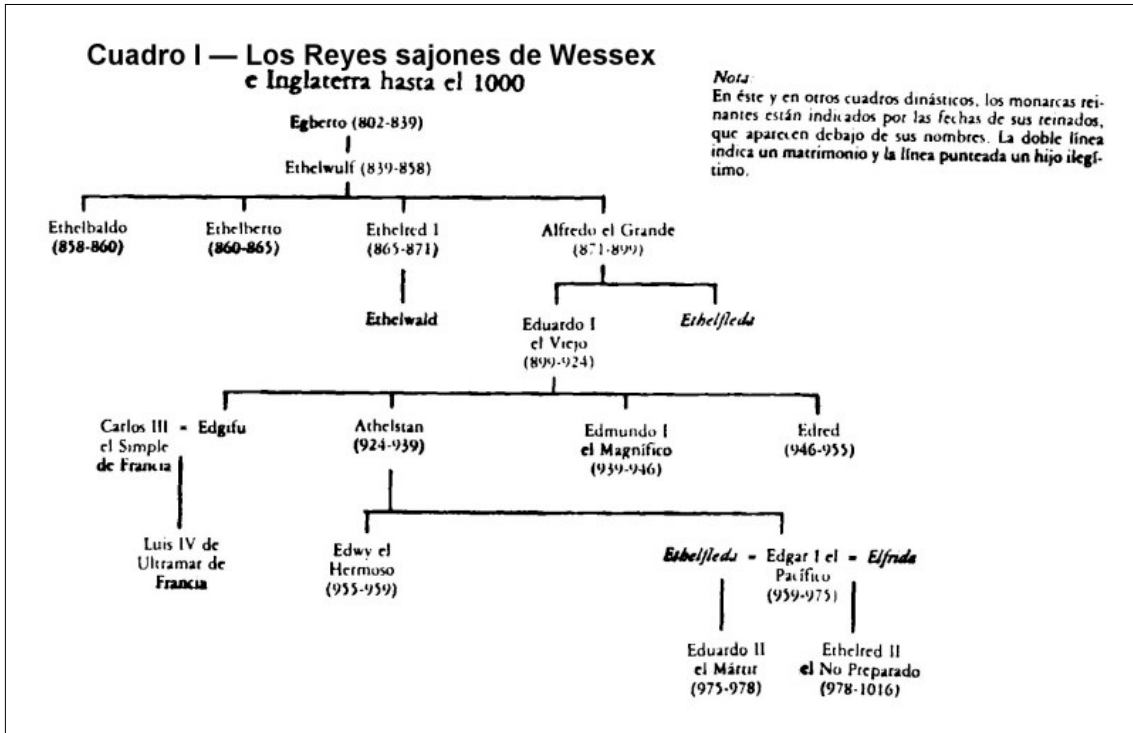 Cuadro I — Los Reyes sajones de Wessex
e Inglaterra hasta el 1000
Nota:
En éste y en otros cuadros dinásticos, los monarcas rei-
nantes están indicados por las fechas de sus reinados,
que aparecen debajo de sus nombres. La doble línea
indica un matrimonio y la línea punteada un hijo ilegí-
timo.
Egberto (802-839)
Ethelwulf (839-858)
Ethelbaldo
(858-860)
Ethelberto
(860-865)
Ethelred I
(865-871)
Alfredo el Grande
(871-899)
Ethelwald
Eduardo I
el Viejo
(899-924)
Ethelfleda
Carlos III = Edgifu
el Simple
de Francia
Athelstan
(924-939)
Edmundo I
el Magnífico
(939-946)
Edred
(946-955)
Luis IV de
Ultramar de
Francia
Edwy el
Hermoso
(955-959)
Ethelfleda = Edgar I el = Elfrida
Pacífico
(959-975)
Eduardo II
el Mártir
(975-978)
Ethelred II
el No Preparado
(978-1016)